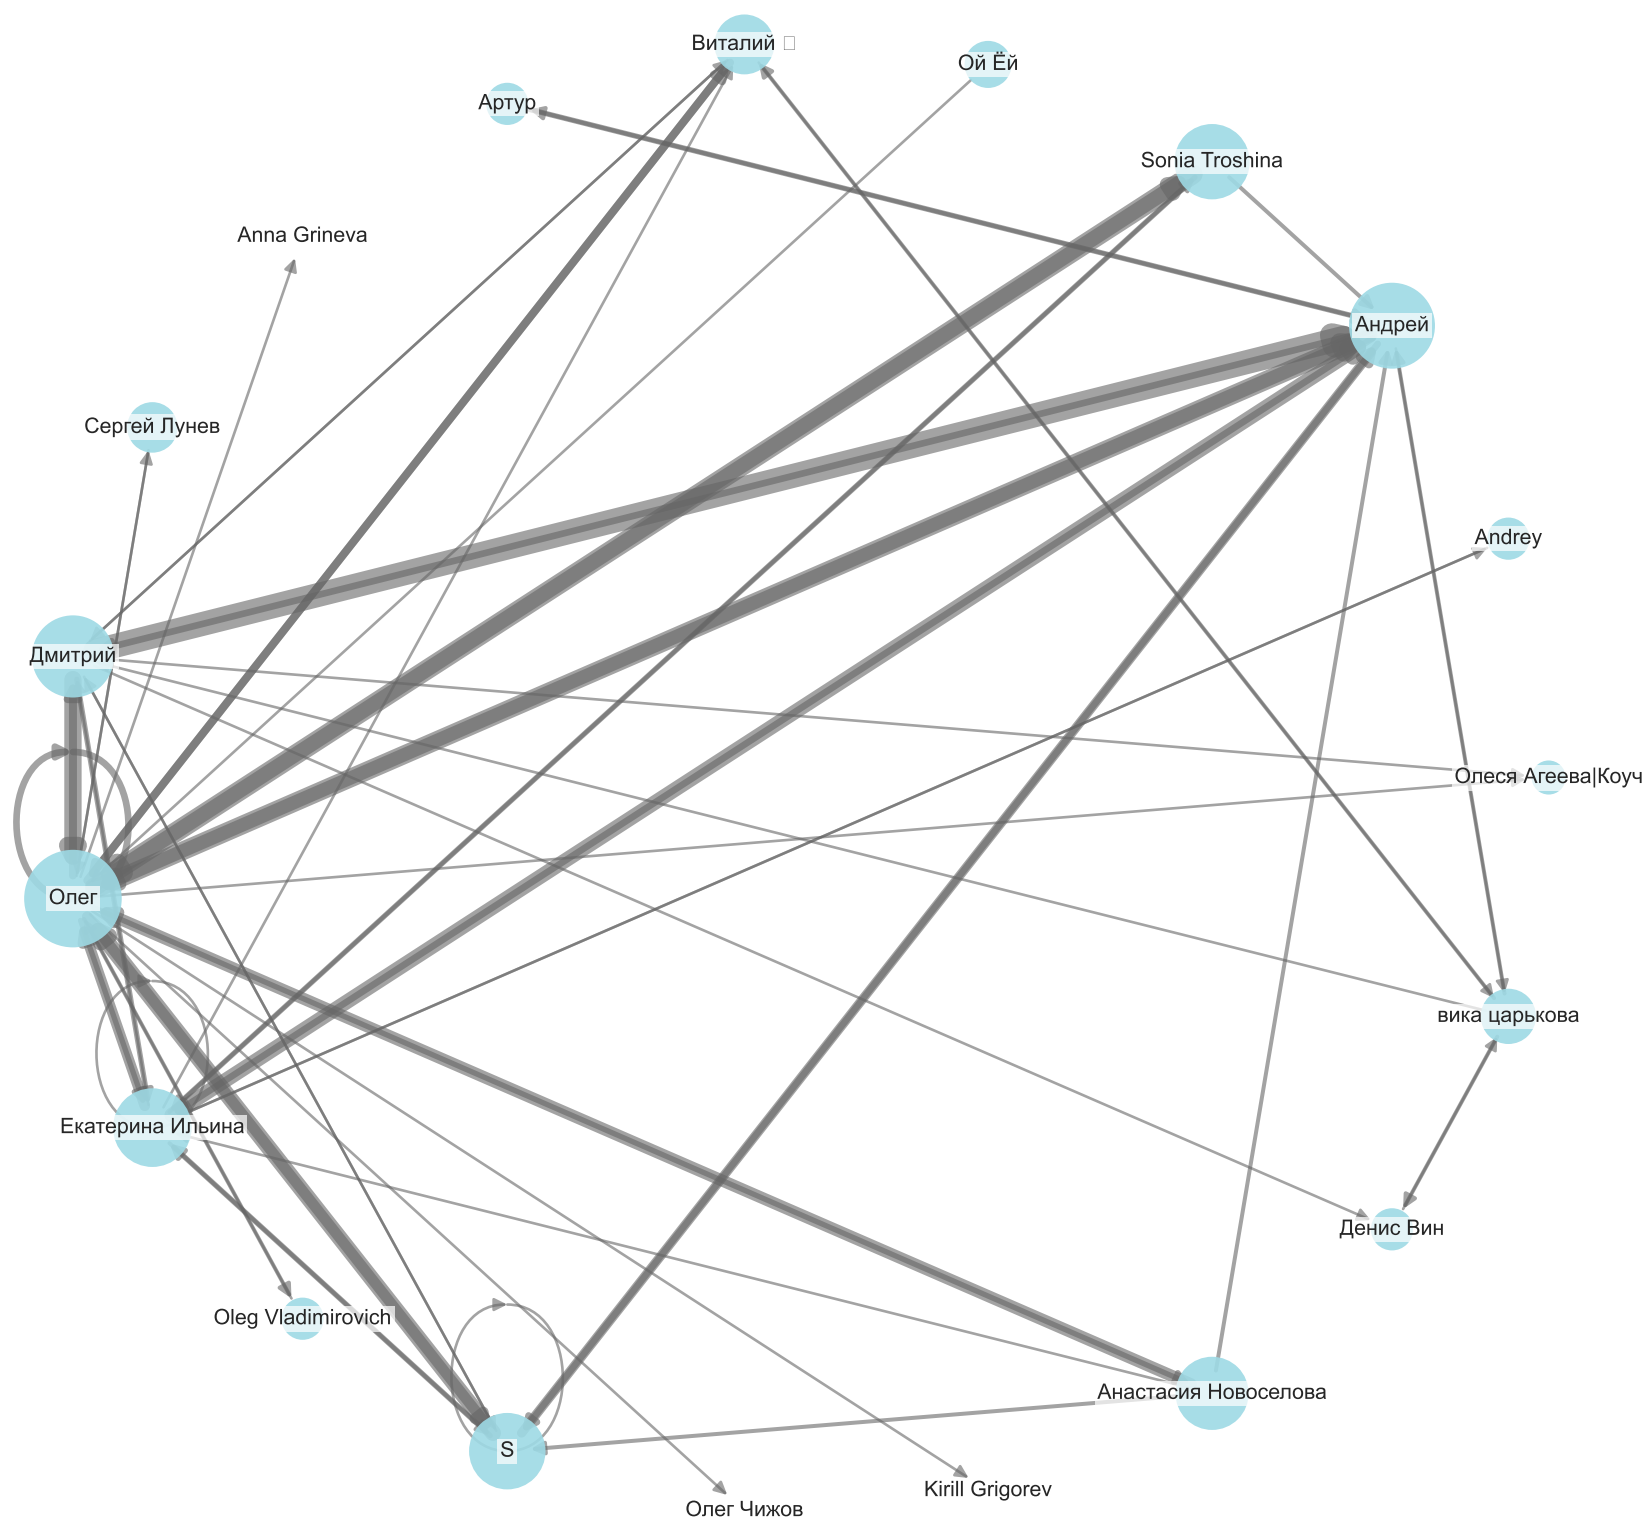 Виталий
Ой Ёй
Артур
Sonia Troshina
Anna Grineva
Андрей
Сергей Лунев
Andrey
Дмитрий
Олеся Агеева|Коуч
Олег
вика царькова
Екатерина Ильина
Денис Вин
Oleg Vladimirovich
Анастасия Новоселова
S
Kirill Grigorev
Олег Чижов